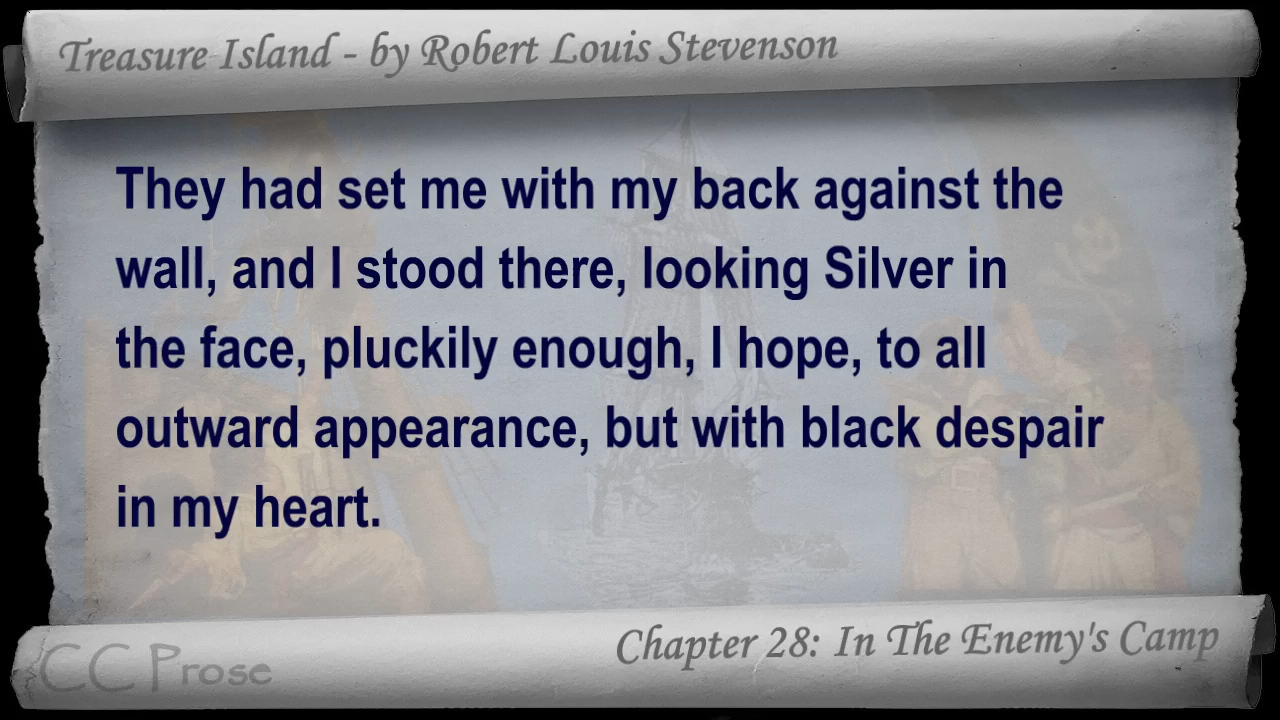 Treasure Island - by Robert Louis Stevenson
They had set me with my back against the
wall, and I stood there, looking Silver in
the face, pluckily enough, I hope, to all
outward appearance, but with black despair
in my heart.
Chapter 28: In The Enemy's Camp
CC Prose